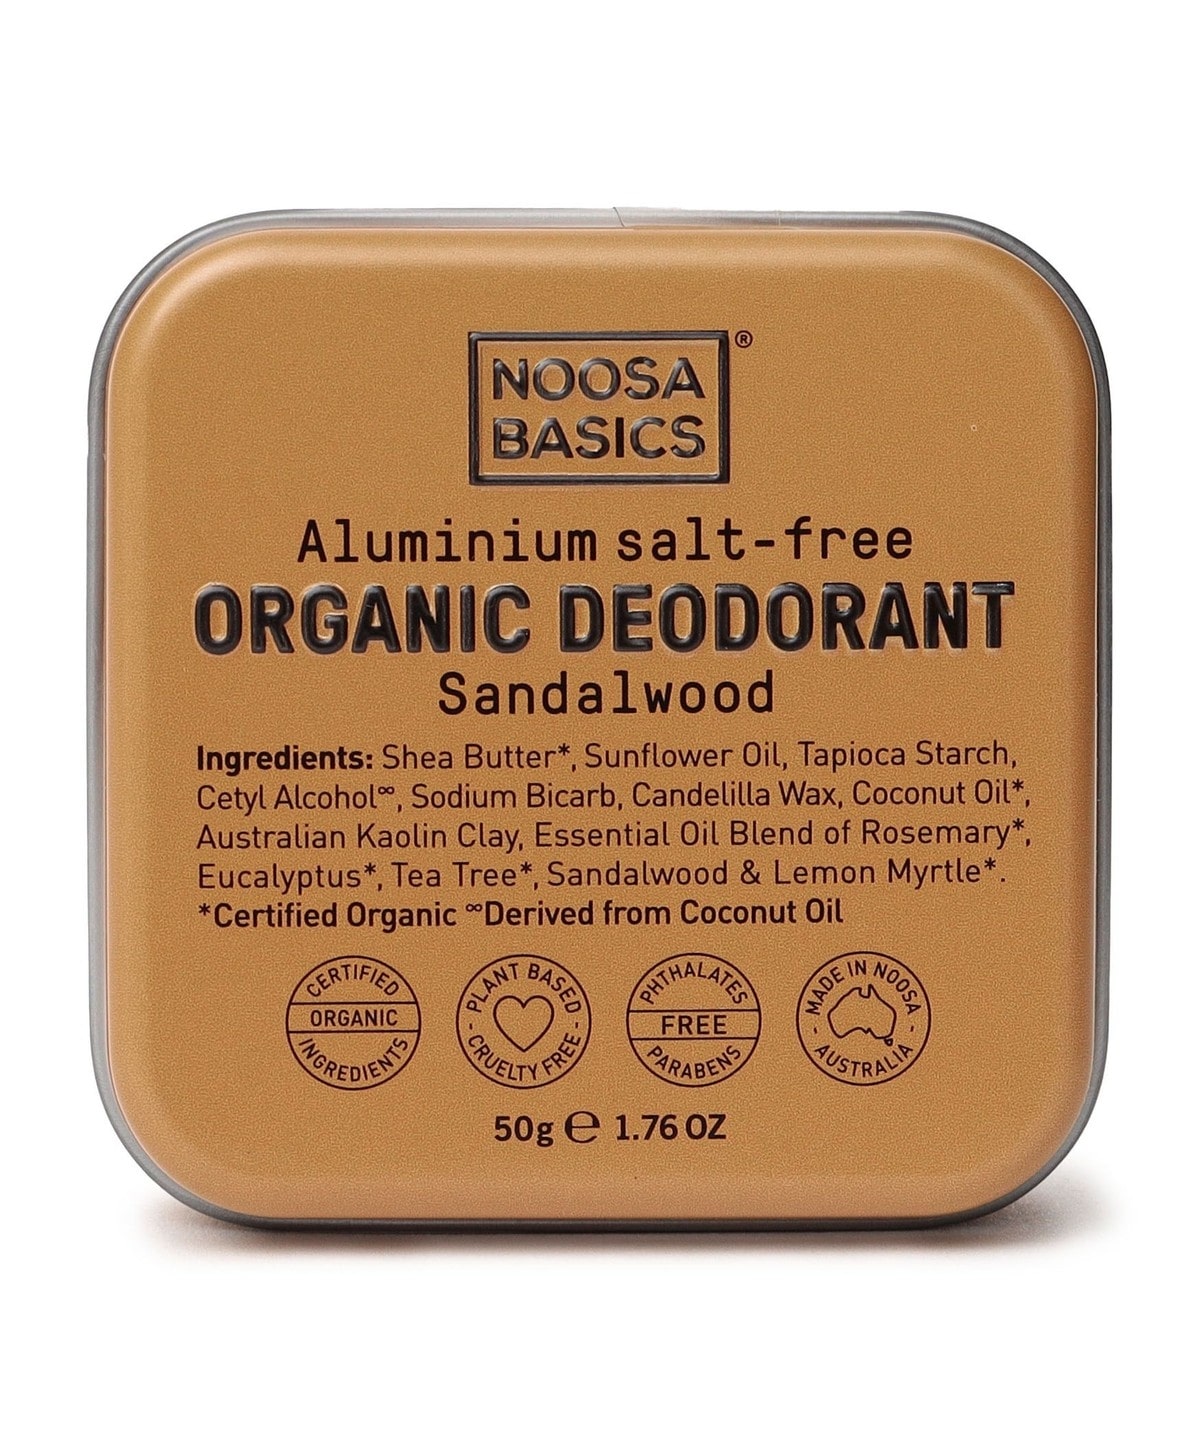 NOOSA
BASICS
®
Aluminium salt-free
ORGANIC DEODORANT
Sandalwood
Ingredients: Shea Butter*, Sunflower Oil, Tapioca Starch,
Cetyl Alcohol∞, Sodium Bicarb, Candelilla Wax, Coconut Oil*,
Australian Kaolin Clay, Essential Oil Blend of Rosemary*,
Eucalyptus*, Tea Tree*, Sandalwood & Lemon Myrtle*.
*Certified Organic ∞Derived from Coconut Oil
CERTIFIED
ORGANIC
INGREDIENTS
PLANT BASED
- CRUELTY FREE -
PHTHALATES
FREE
PARABENS
MADE IN NOOSA
- AUSTRALIA -
50g ℮ 1.76 OZ